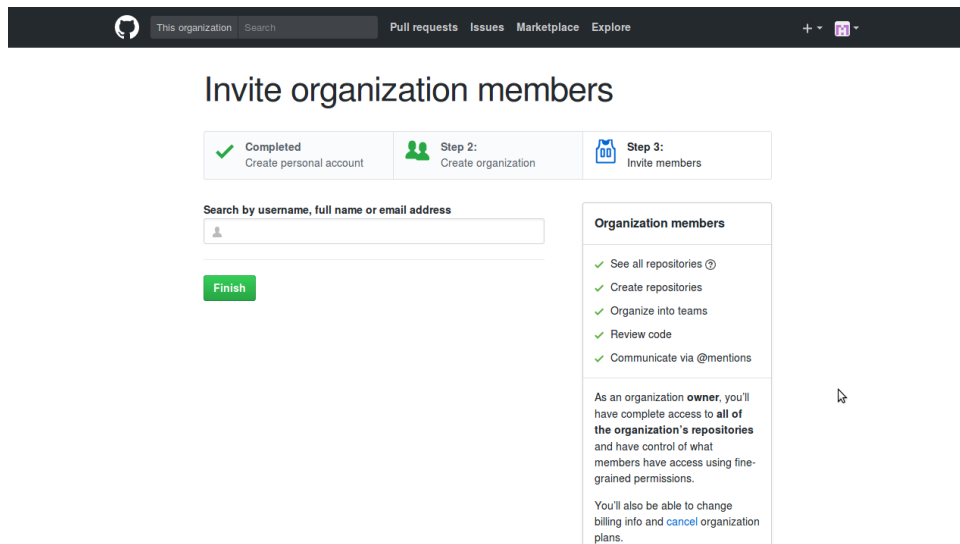 This organization Search Pull requests Issues Marketplace Explore
Invite organization members
Completed
Create personal account
Step 2:
Create organization
Step 3:
Invite members
Search by username, full name or email address
Finish
Organization members
See all repositories
Create repositories
Organize into teams
Review code
Communicate via @mentions
As an organization owner, you'll
have complete access to all of
the organization's repositories
and have control of what
members have access using fine-
grained permissions.
You'll also be able to change
billing info and cancel organization
plans.